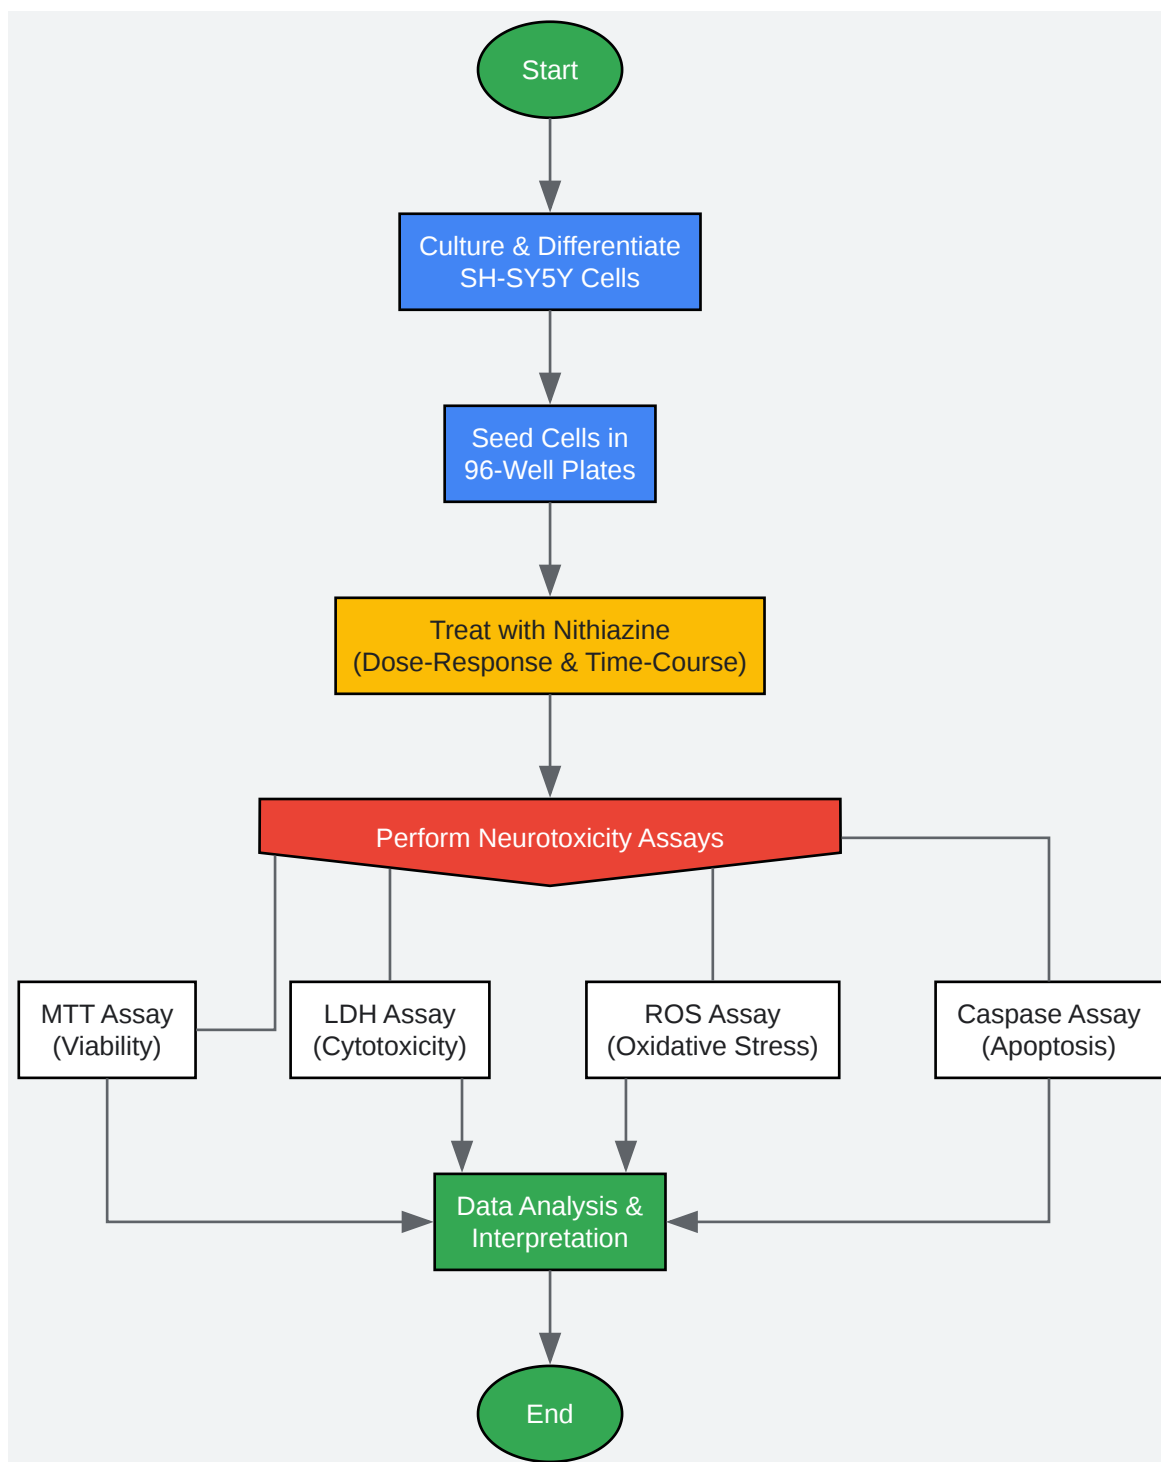 Start
Culture & Differentiate
SH-SY5Y Cells
Seed Cells in
96-Well Plates
Treat with Nithiazine
(Dose-Response & Time-Course)
Perform Neurotoxicity Assays
MTT Assay
(Viability)
LDH Assay
(Cytotoxicity)
ROS Assay
(Oxidative Stress)
Caspase Assay
(Apoptosis)
Data Analysis &
Interpretation
End